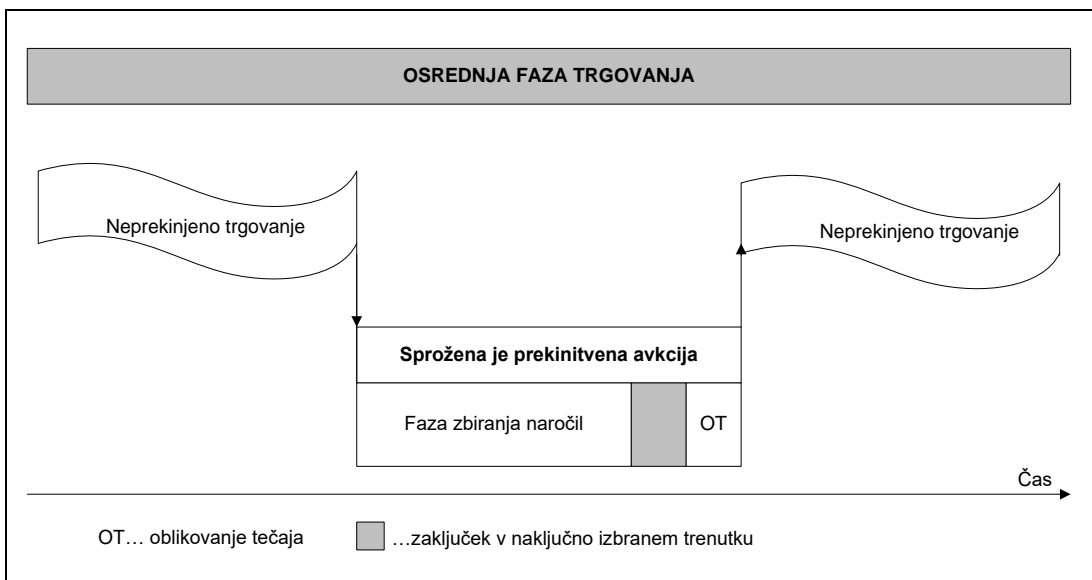 OSREDNJA FAZA TRGOVANJA
Neprekinjeno trgovanje
Neprekinjeno trgovanje
Sprožena je prekinitvena avkcija
Faza zbiranja naročil
OT
Čas
OT… oblikovanje tečaja
…zaključek v naključno izbranem trenutku